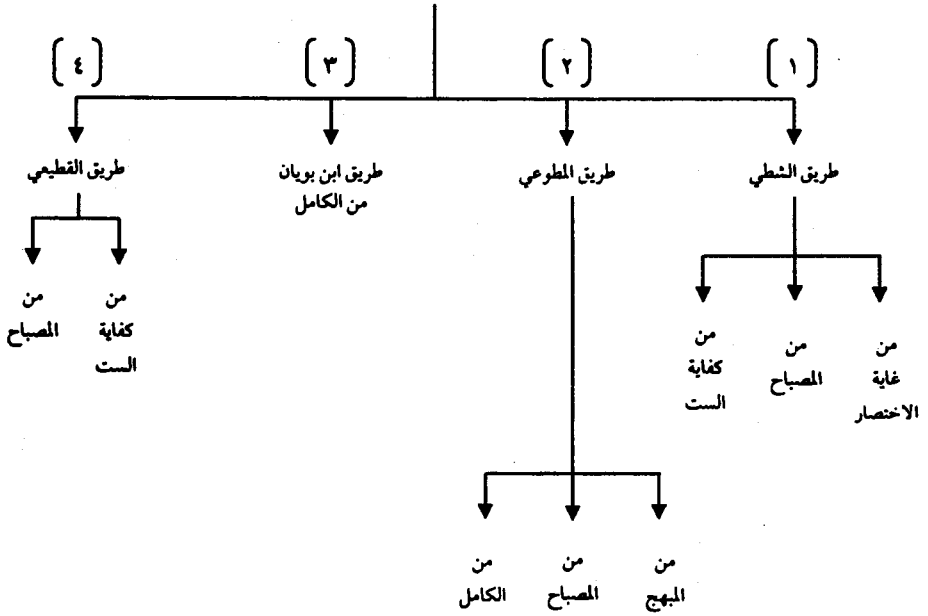 [١]
[٢]
[٣]
[٤]
طريق الشطي
طريق المطوعي
طريق ابن بويان
من الكامل
طريق القطيعي
من
غاية
الاختصار
من
المصباح
من
كفاية
الست
من
المبهج
من
المصباح
من
الكامل
من
كفاية
الست
من
المصباح